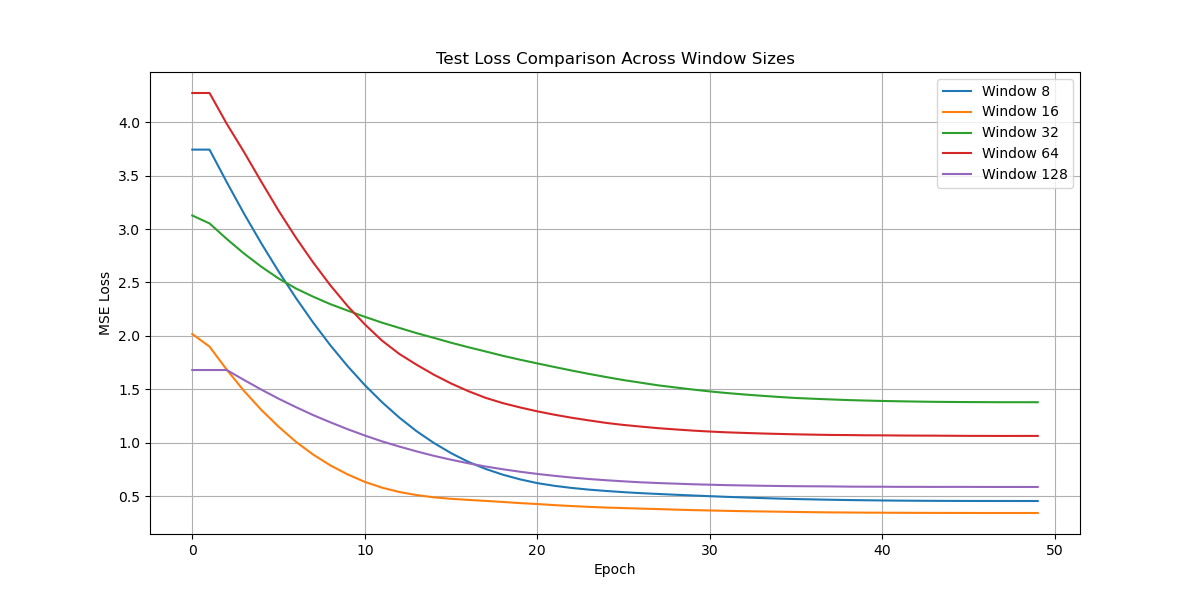 Test Loss Comparison Across Window Sizes
MSE Loss
4.0
3.5
3.0
2.5
2.0
1.5
1.0
0.5
Window 8
Window 16
Window 32
Window 64
Window 128
0 10 20 30 40 50
Epoch